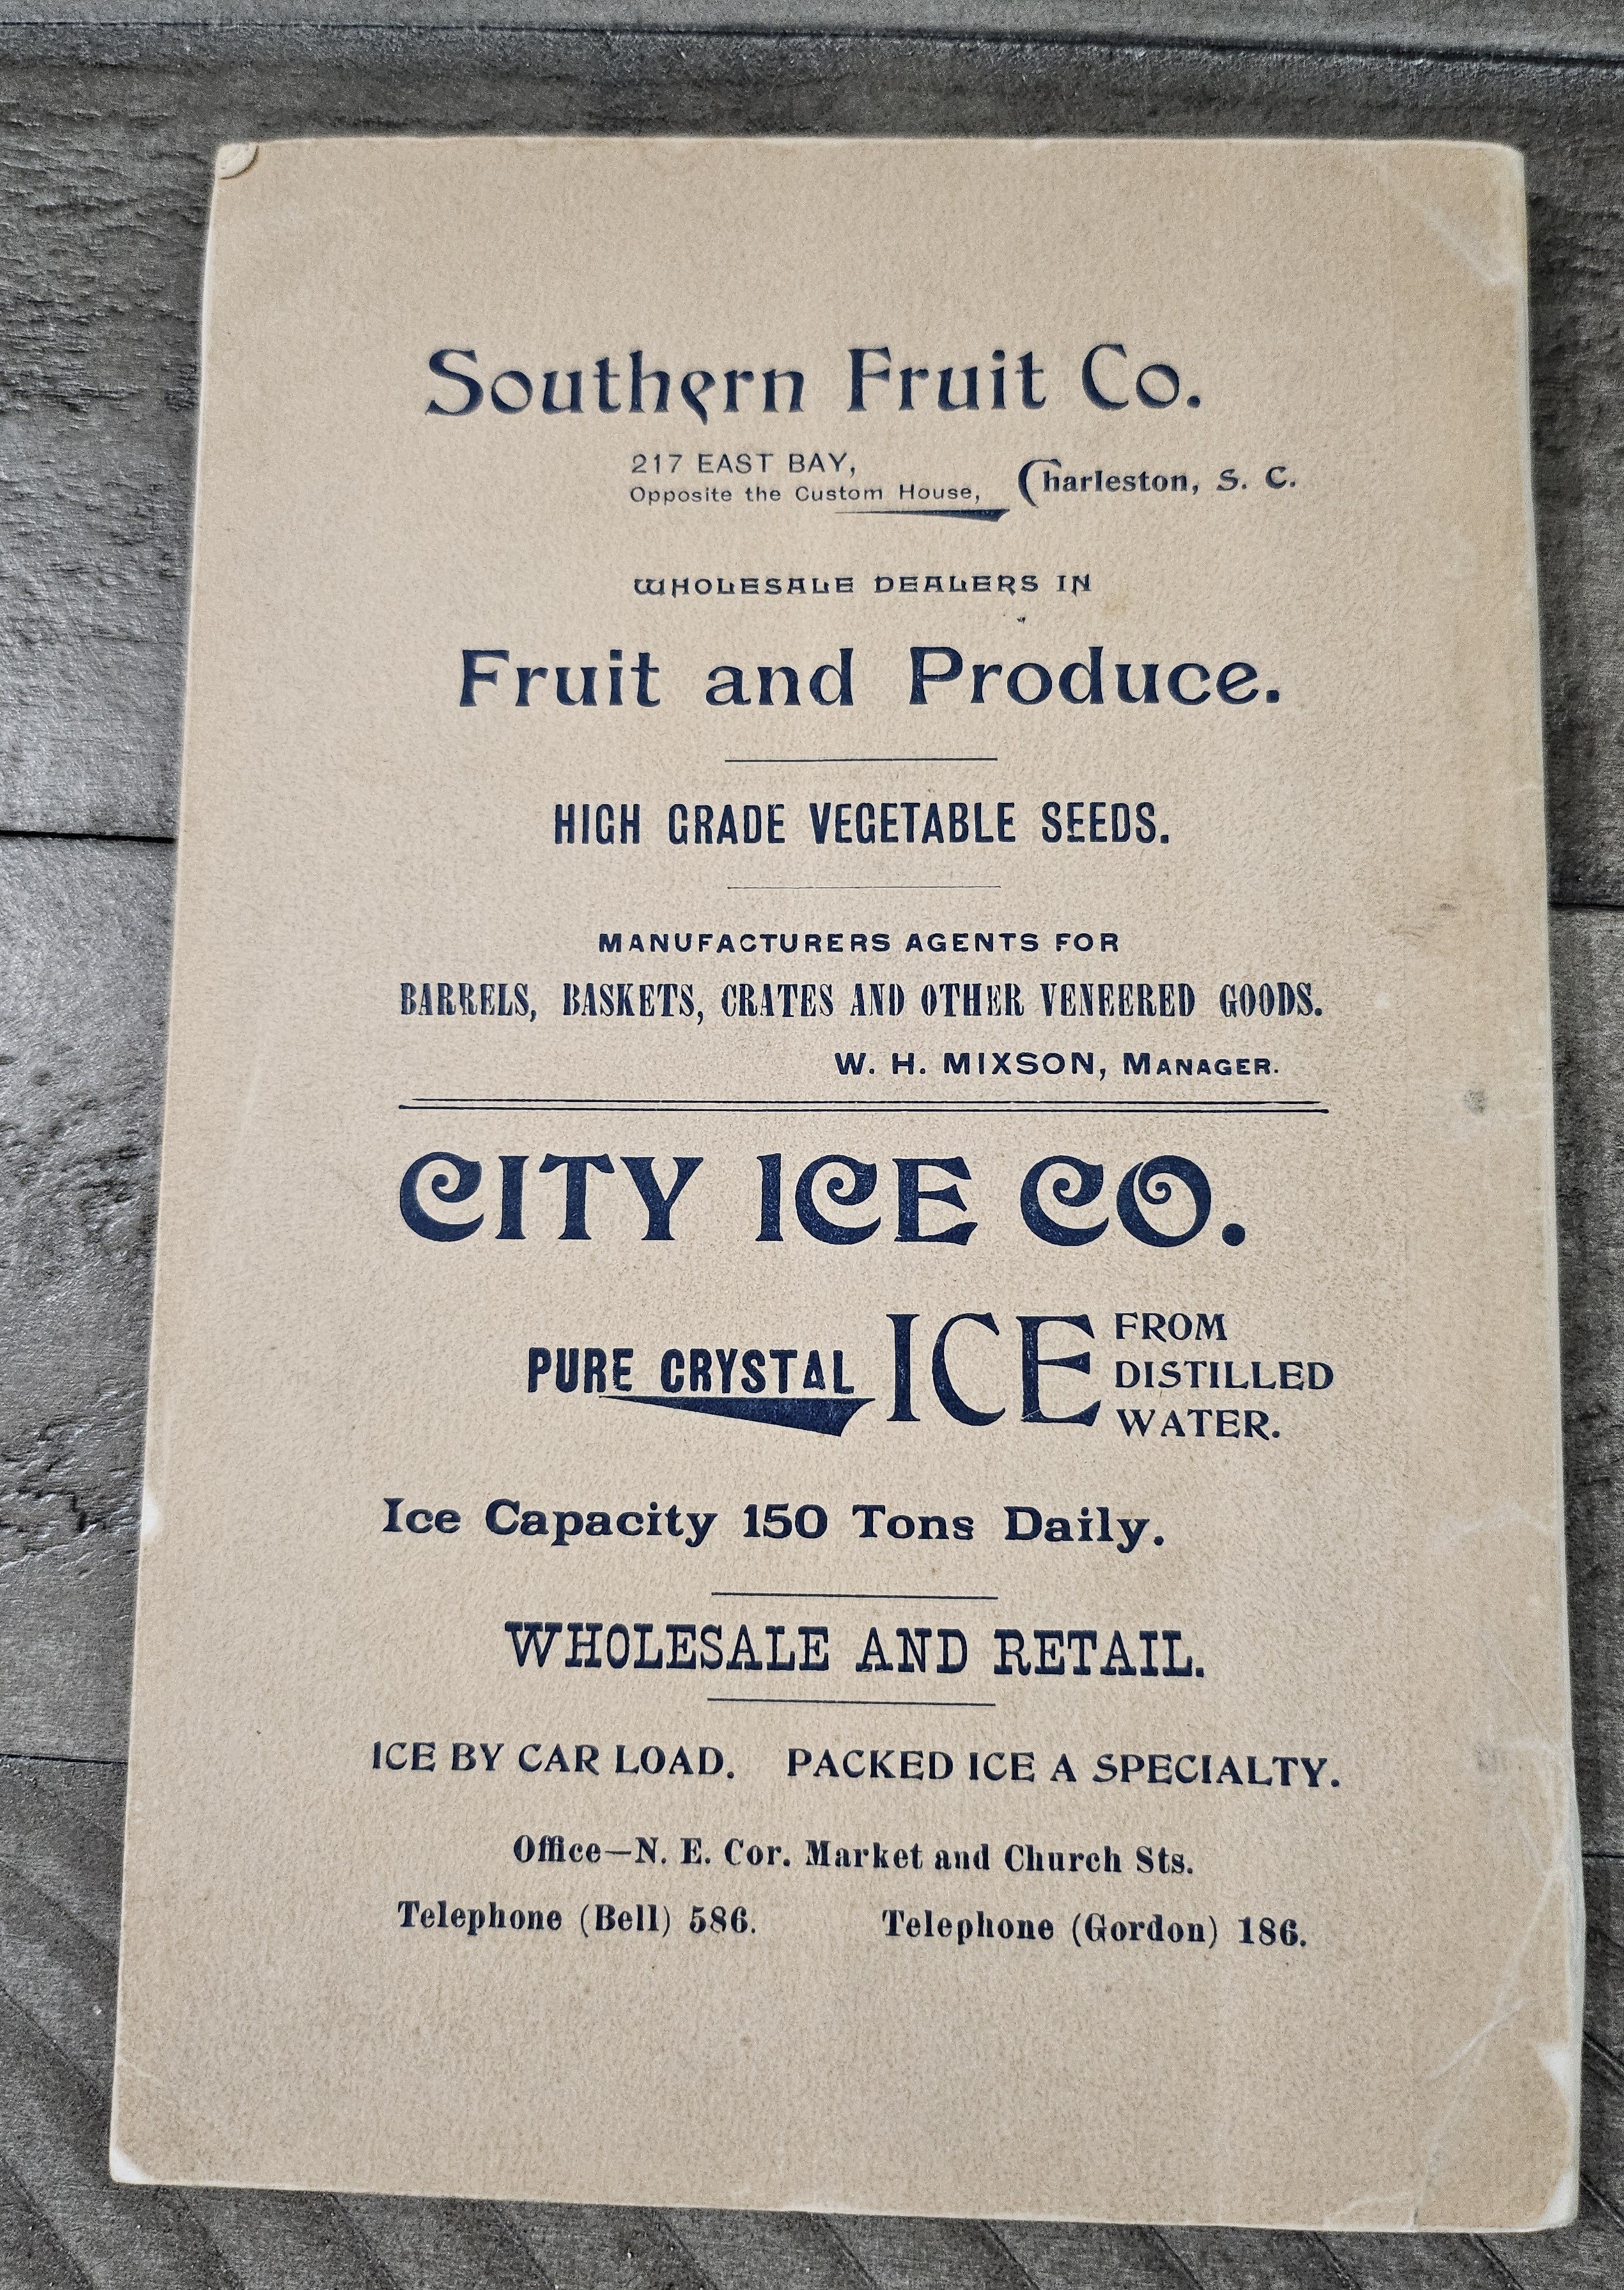 Southern Fruit Co.
217 EAST BAY,
Opposite the Custom House,
Charleston, S. C.
WHOLESALE DEALERS IN
Fruit and Produce.
HIGH GRADE VEGETABLE SEEDS.
MANUFACTURERS AGENTS FOR
BARRELS, BASKETS, CRATES AND OTHER VENEERED GOODS.
W. H. MIXSON, MANAGER.
CITY ICE CO.
PURE CRYSTAL ICE FROM
DISTILLED
WATER.
Ice Capacity 150 Tons Daily.
WHOLESALE AND RETAIL.
ICE BY CAR LOAD. PACKED ICE A SPECIALTY.
Office—N. E. Cor. Market and Church Sts.
Telephone (Bell) 586. Telephone (Gordon) 186.